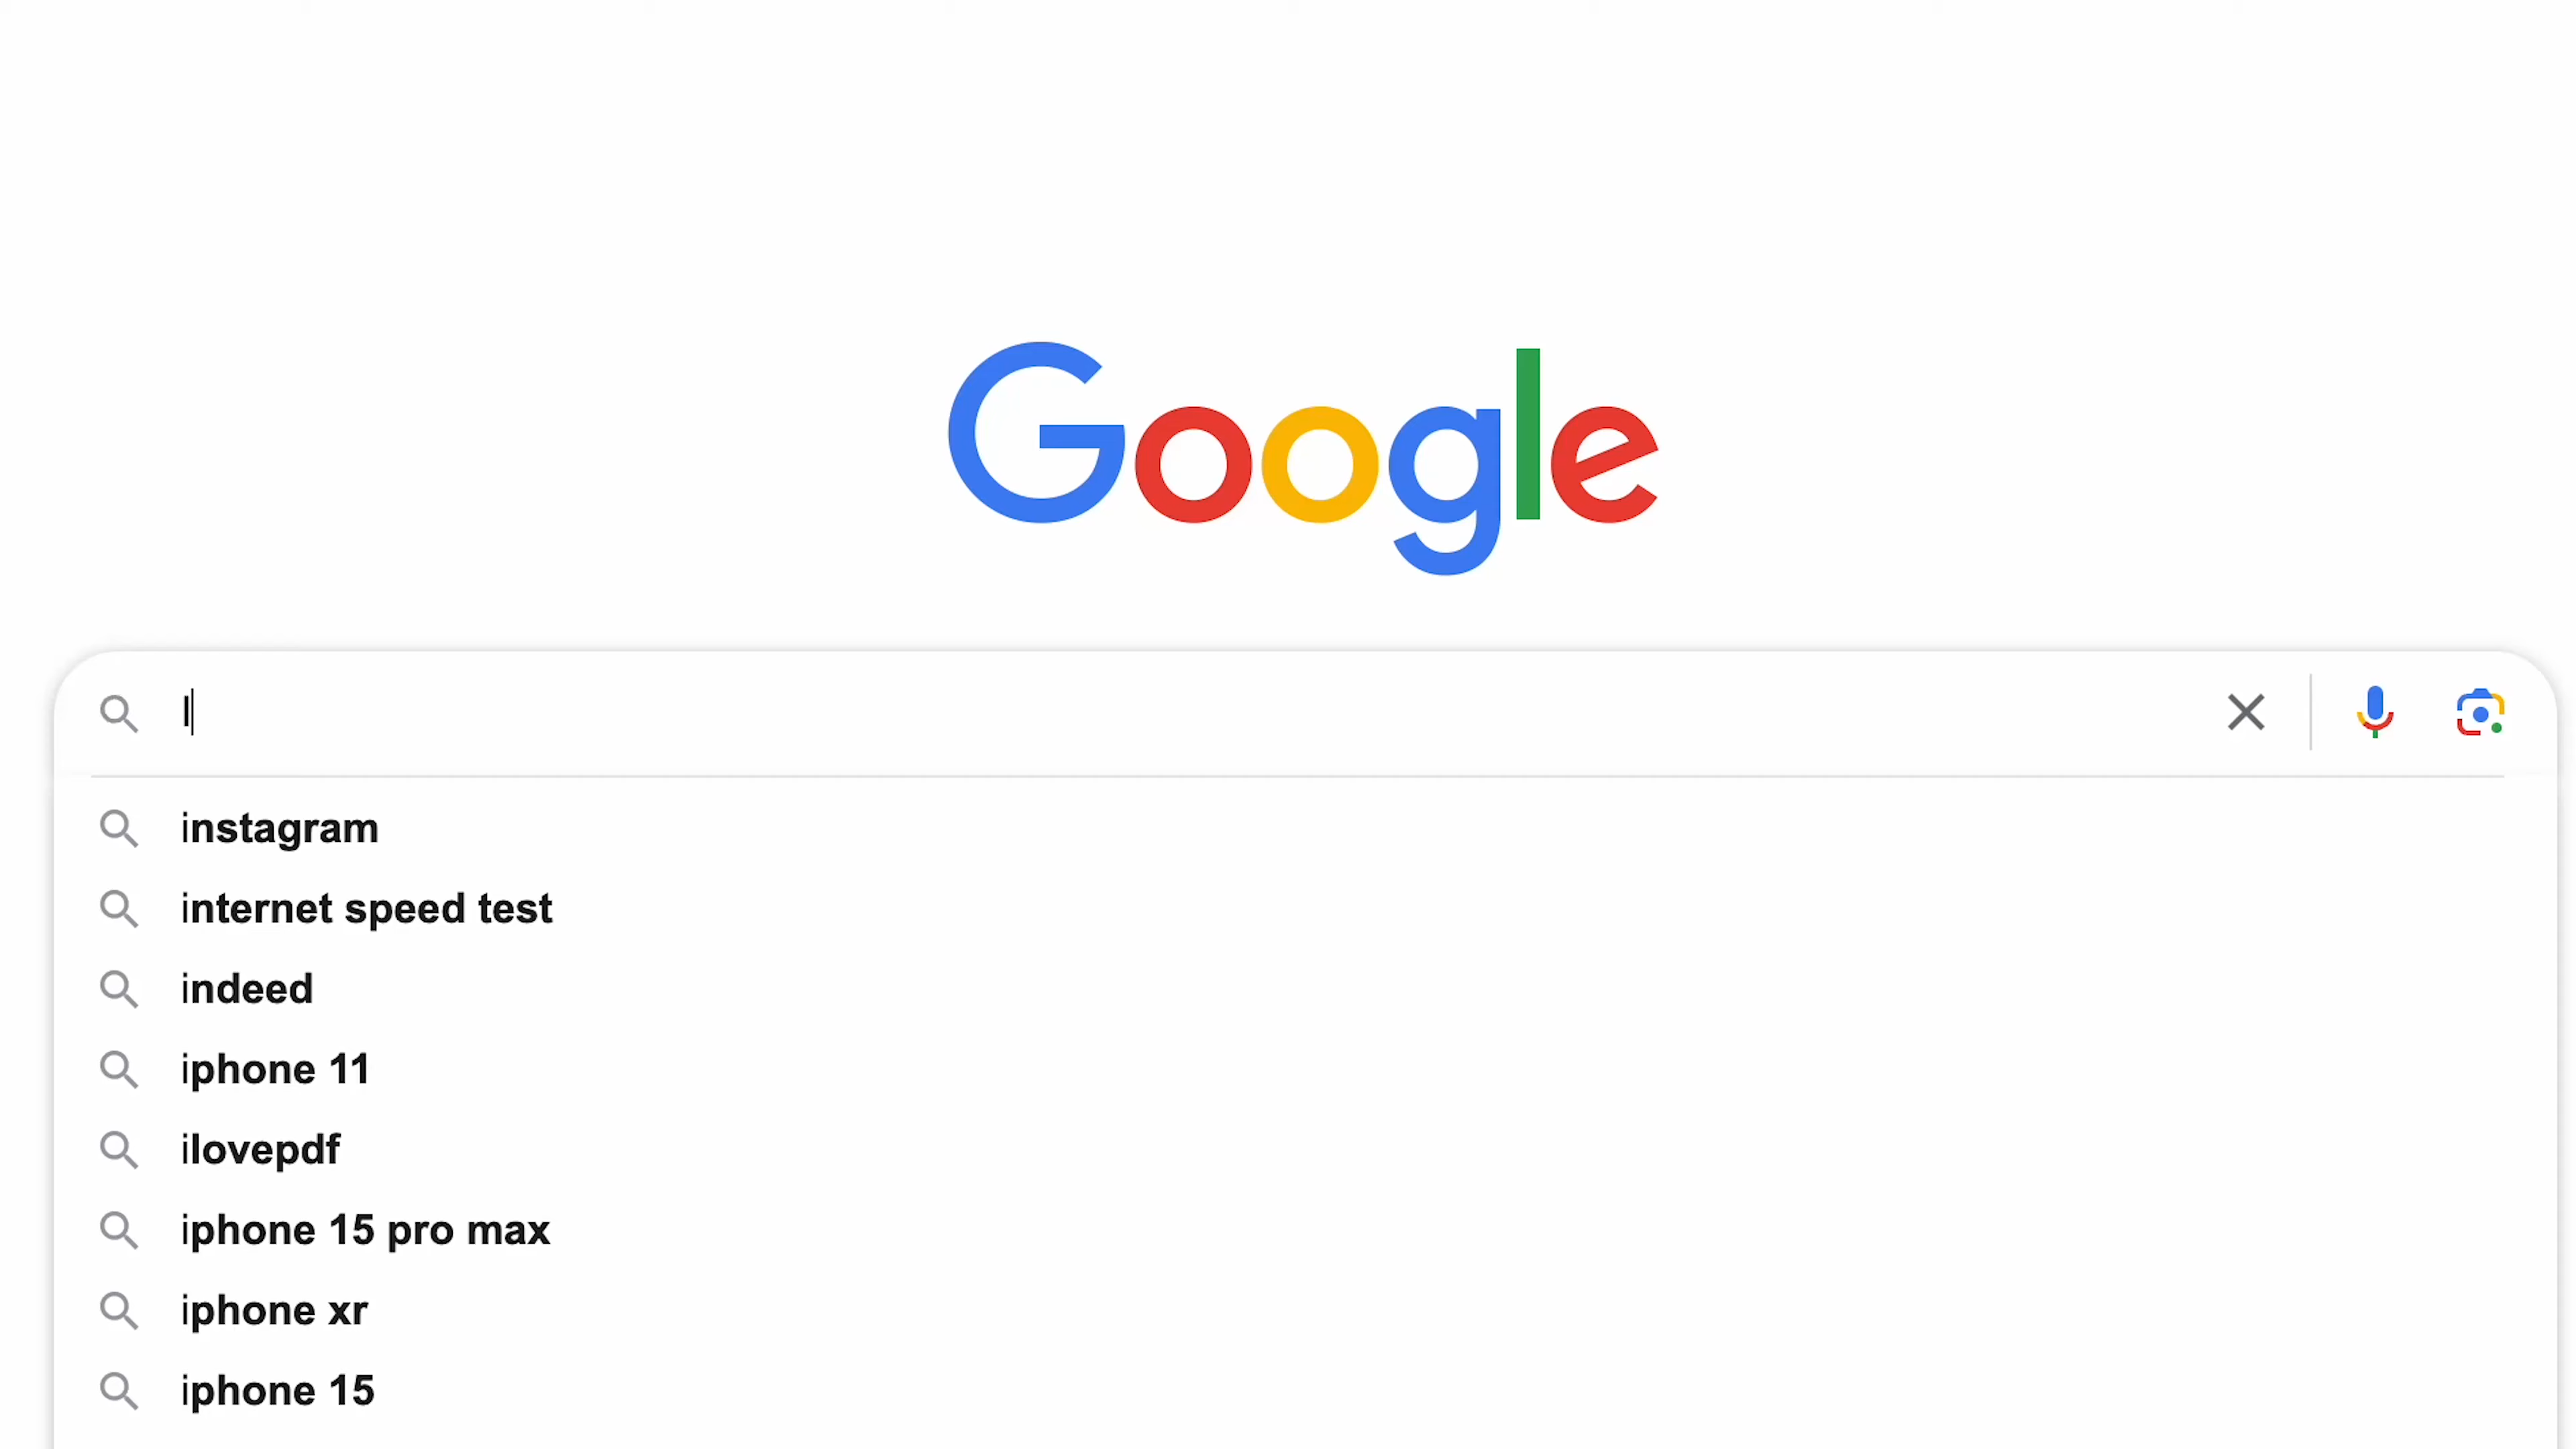 Google
I
instagram
internet speed test
indeed
iphone 11
ilovepdf
iphone 15 pro max
iphone xr
iphone 15